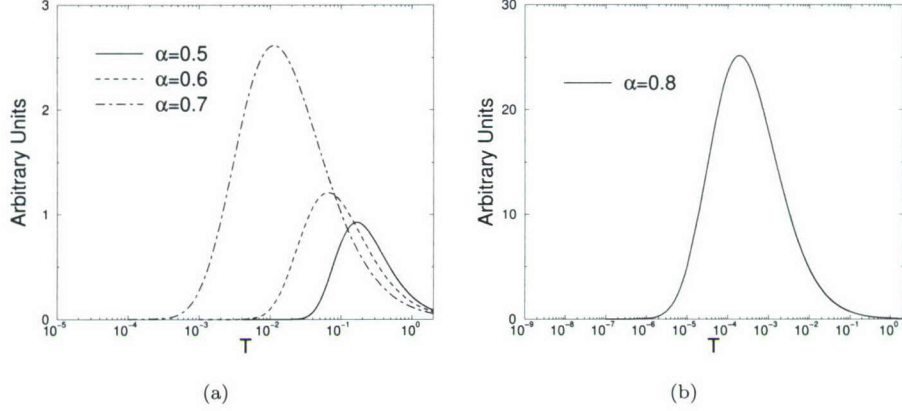 3
2
1
0
Arbitrary Units
α=0.5
α=0.6
α=0.7
10⁻⁵ 10⁻⁴ 10⁻³ 10⁻² 10⁻¹ 10⁰
T
(a)
30
20
10
0
Arbitrary Units
α=0.8
10⁻⁹ 10⁻⁸ 10⁻⁷ 10⁻⁶ 10⁻⁵ 10⁻⁴ 10⁻³ 10⁻² 10⁻¹ 10⁰
T
(b)